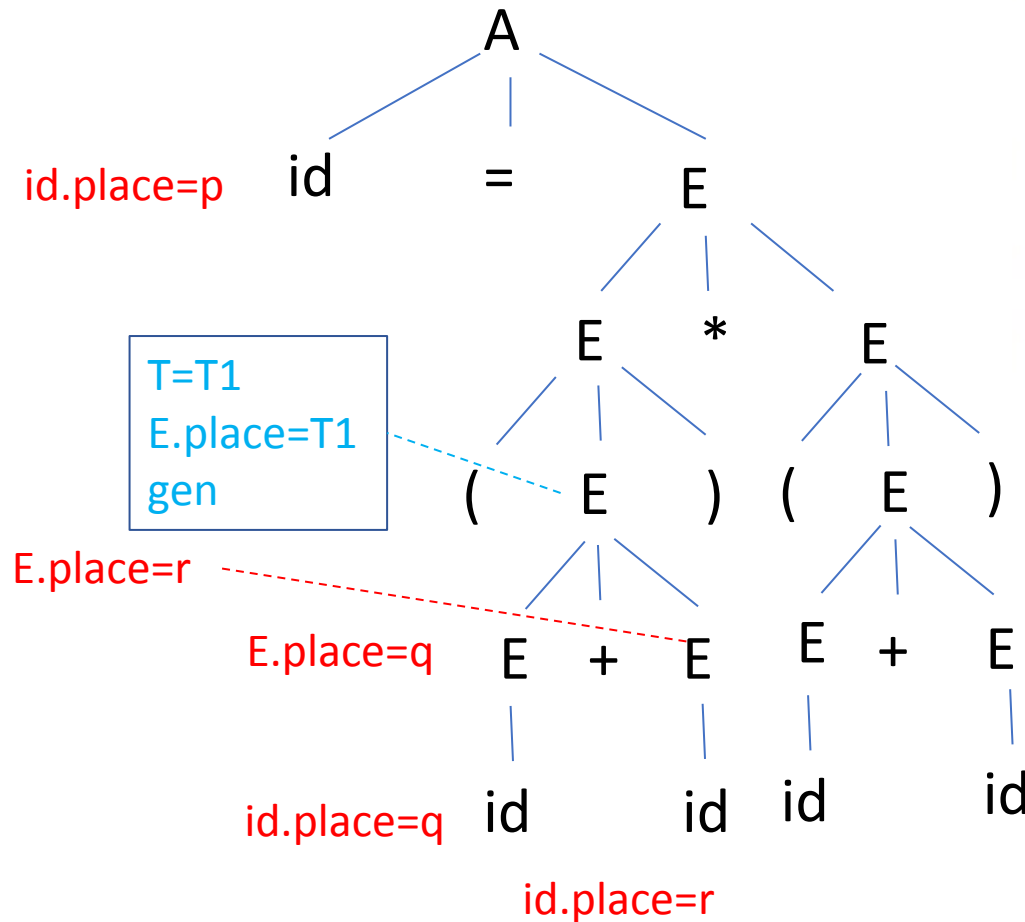 A
id.place=p id = E
E * E
T=T1
E.place=T1
gen
( E ) ( E )
E.place=r
E.place=q E + E E + E
id.place=q id id id id
id.place=r